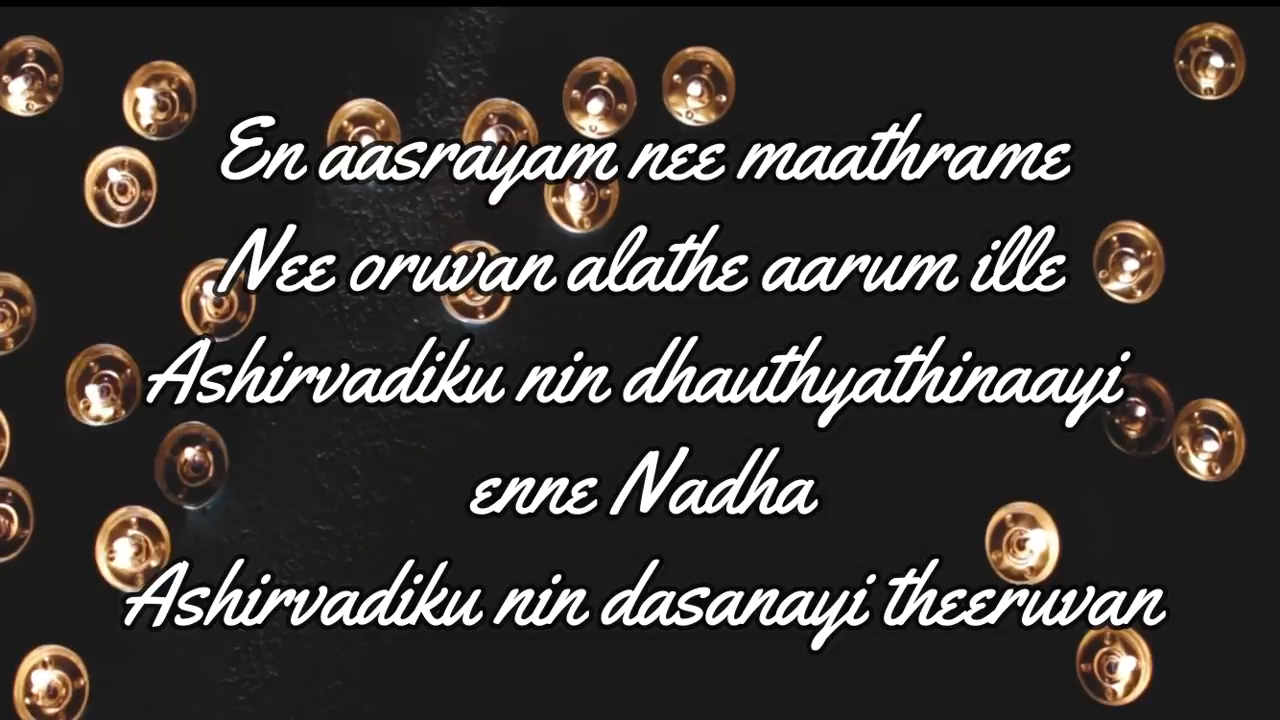 En aasrayam nee maathrame
Nee oruvan alathe aarum ille
Ashirvadiku nin dhauthyathinaayi
enne Nadha
Ashirvadiku nin dasanayi theeruvan